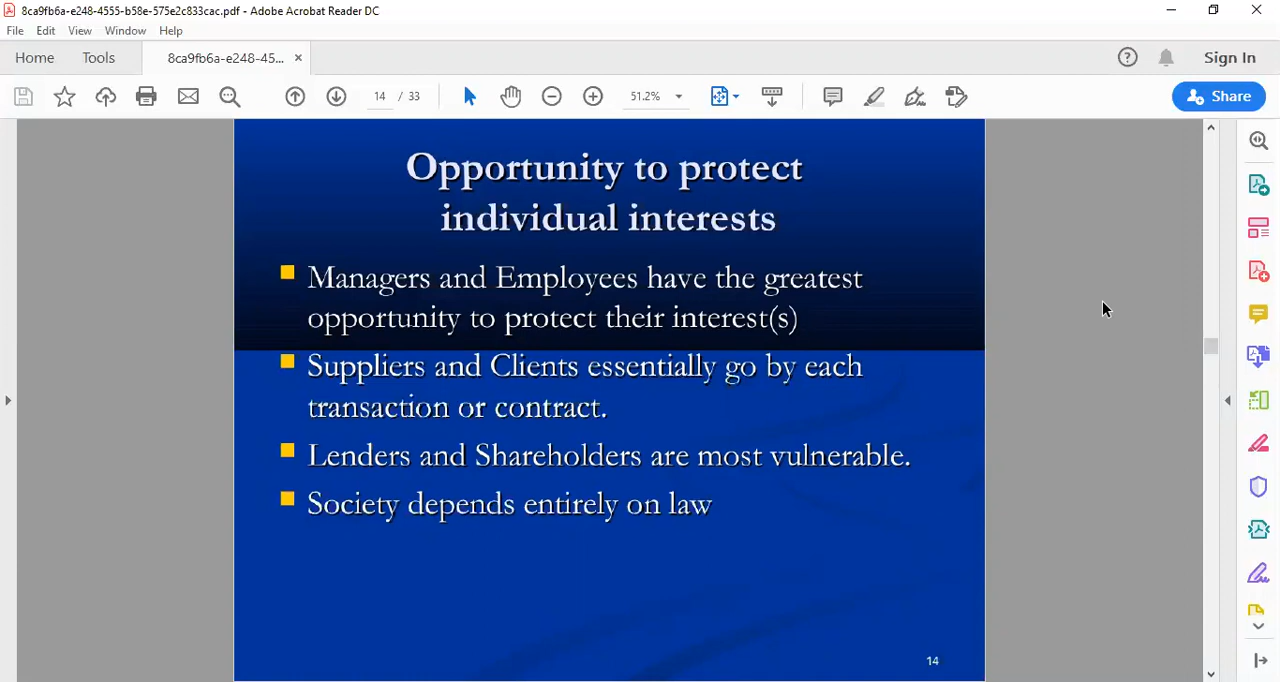 8ca9fb6a-e248-4555-b58e-575e2c833cac.pdf - Adobe Acrobat Reader DC
File Edit View Window Help
Home Tools 8ca9fb6a-e248-45... × Sign In
14 / 33 51.2% Share
Opportunity to protect
individual interests
Managers and Employees have the greatest
opportunity to protect their interest(s)
Suppliers and Clients essentially go by each
transaction or contract.
Lenders and Shareholders are most vulnerable.
Society depends entirely on law
14